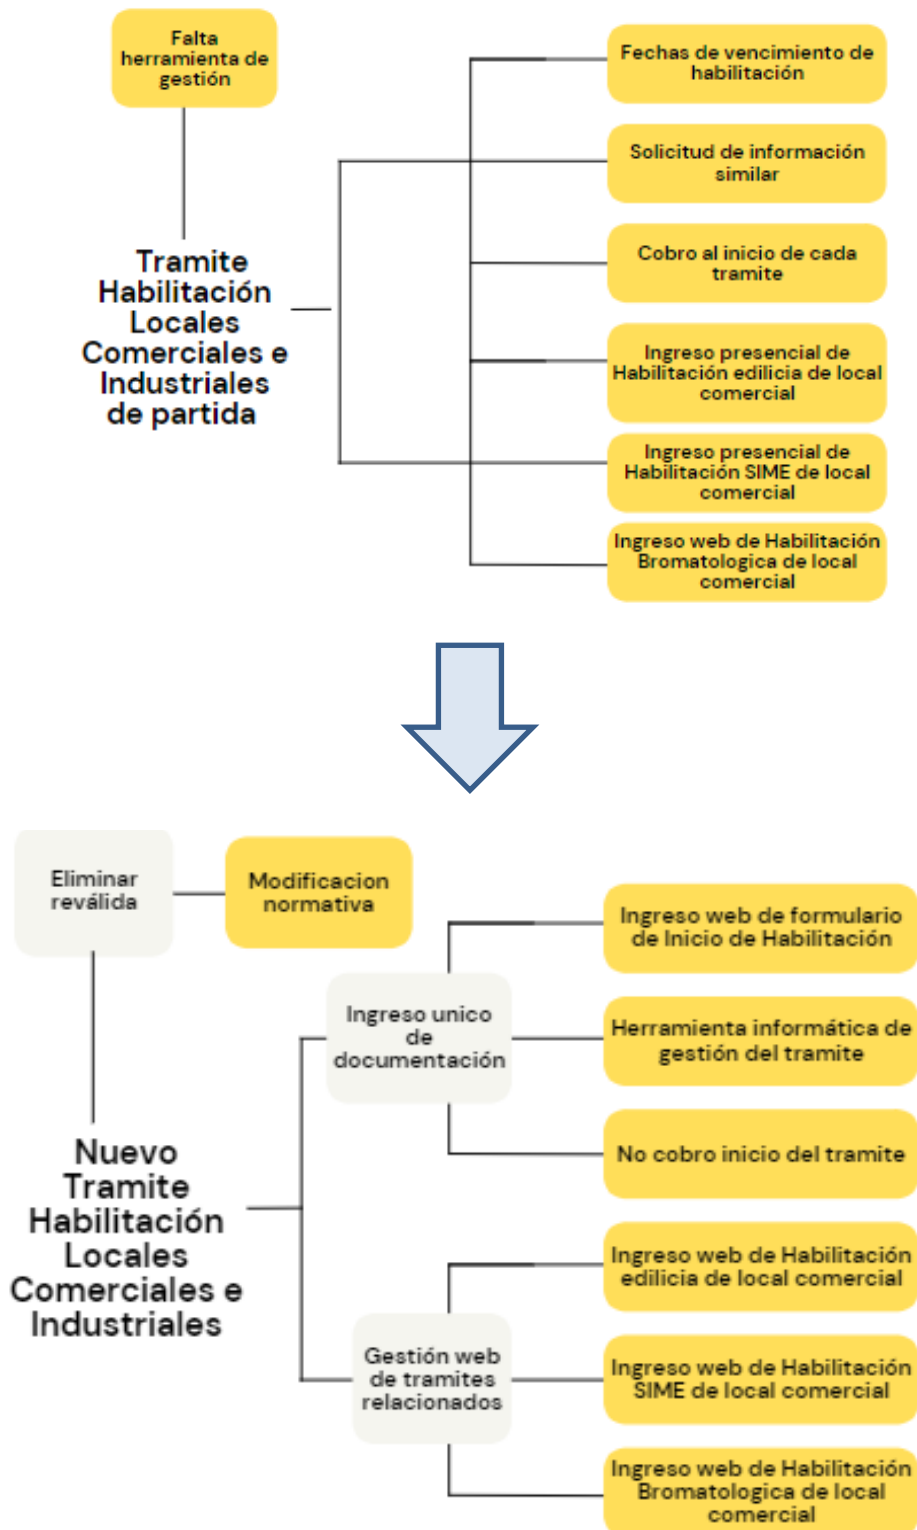 Falta
herramienta de
gestión
Tramite
Habilitación
Locales
Comerciales e
Industriales
de partida
Fechas de vencimiento de
habilitación
Solicitud de información
similar
Cobro al inicio de cada
tramite
Ingreso presencial de
Habilitación edilicia de local
comercial
Ingreso presencial de
Habilitación SIME de local
comercial
Ingreso web de Habilitación
Bromatologica de local
comercial
Eliminar
reválida
Modificacion
normativa
Nuevo
Tramite
Habilitación
Locales
Comerciales e
Industriales
Ingreso unico
de
documentación
Ingreso web de formulario
de Inicio de Habilitación
Herramienta informática de
gestión del tramite
No cobro inicio del tramite
Gestión web
de tramites
relacionados
Ingreso web de Habilitación
edilicia de local comercial
Ingreso web de Habilitación
SIME de local comercial
Ingreso web de Habilitación
Bromatologica de local
comercial